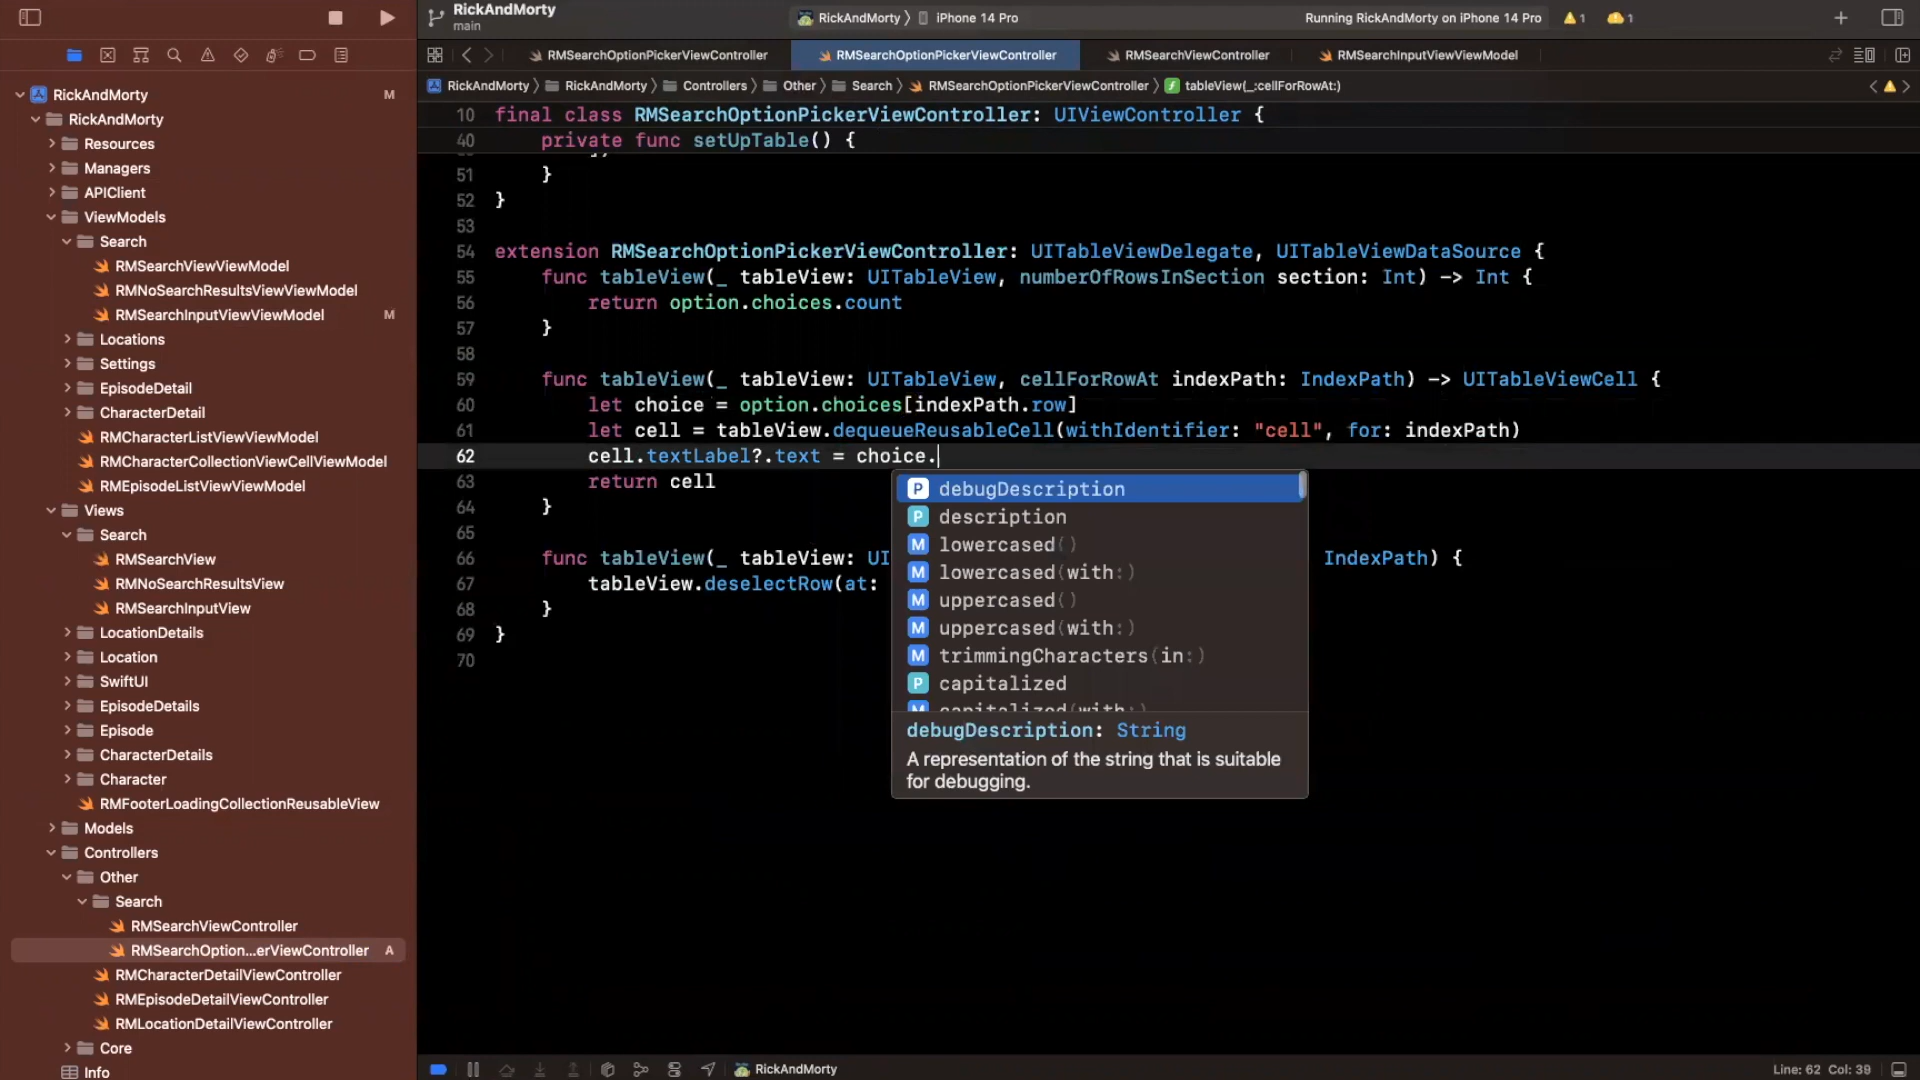 RickAndMorty
main
RickAndMorty
iPhone 14 Pro
Running RickAndMorty on iPhone 14 Pro
1
1
RMSearchOptionPickerViewController
RMSearchOptionPickerViewController
RMSearchViewController
RMSearchInputViewViewModel
RickAndMorty
RickAndMorty
Controllers
Other
Search
RMSearchOptionPickerViewController
tableView(_:cellForRowAt:)
RickAndMorty M
RickAndMorty
Resources
Managers
APIClient
ViewModels
Search
RMSearchViewViewModel
RMNoSearchResultsViewViewModel
RMSearchInputViewViewModel M
Locations
Settings
EpisodeDetail
CharacterDetail
RMCharacterListViewViewModel
RMCharacterCollectionViewCellViewModel
RMEpisodeListViewViewModel
Views
Search
RMSearchView
RMNoSearchResultsView
RMSearchInputView
LocationDetails
Location
SwiftUI
EpisodeDetails
Episode
CharacterDetails
Character
RMFooterLoadingCollectionReusableView
Models
Controllers
Other
Search
RMSearchViewController
RMSearchOption...erViewController A
RMCharacterDetailViewController
RMEpisodeDetailViewController
RMLocationDetailViewController
Core
Info
10 final class RMSearchOptionPickerViewController: UIViewController {
40 private func setUpTable() {
51 }
52 }
53
54 extension RMSearchOptionPickerViewController: UITableViewDelegate, UITableViewDataSource {
55 func tableView(_ tableView: UITableView, numberOfRowsInSection section: Int) -> Int {
56 return option.choices.count
57 }
58
59 func tableView(_ tableView: UITableView, cellForRowAt indexPath: IndexPath) -> UITableViewCell {
60 let choice = option.choices[indexPath.row]
61 let cell = tableView.dequeueReusableCell(withIdentifier: "cell", for: indexPath)
62 cell.textLabel?.text = choice.
63 return cell
64 }
65
66 func tableView(_ tableView: UI IndexPath) {
67 tableView.deselectRow(at:
68 }
69 }
70
P debugDescription
P description
M lowercased()
M lowercased(with:)
M uppercased()
M uppercased(with:)
M trimmingCharacters(in:)
P capitalized
M capitalized(with:)
debugDescription: String
A representation of the string that is suitable
for debugging.
RickAndMorty
Line: 62 Col: 39